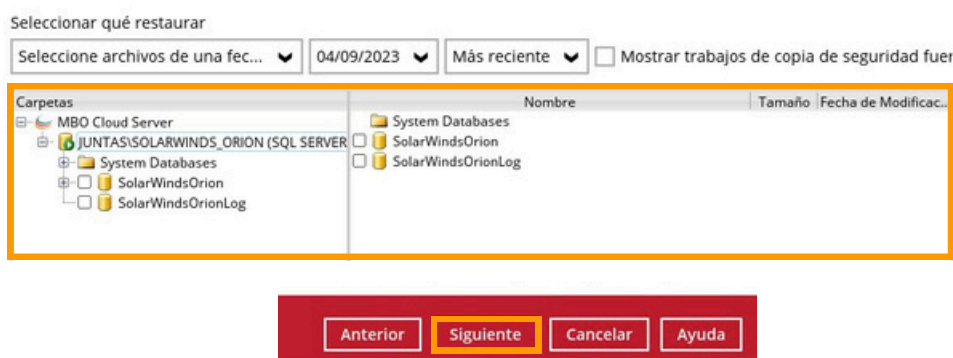 Seleccionar qué restaurar
Seleccione archivos de una fec... 04/09/2023 Más reciente Mostrar trabajos de copia de seguridad fuer
Carpetas Nombre Tamaño Fecha de Modificac..
MBO Cloud Server System Databases
JUNTAS\SOLARWINDS_ORION (SQL SERVER SolarWindsOrion
System Databases SolarWindsOrionLog
SolarWindsOrion
SolarWindsOrionLog
Anterior Siguiente Cancelar Ayuda